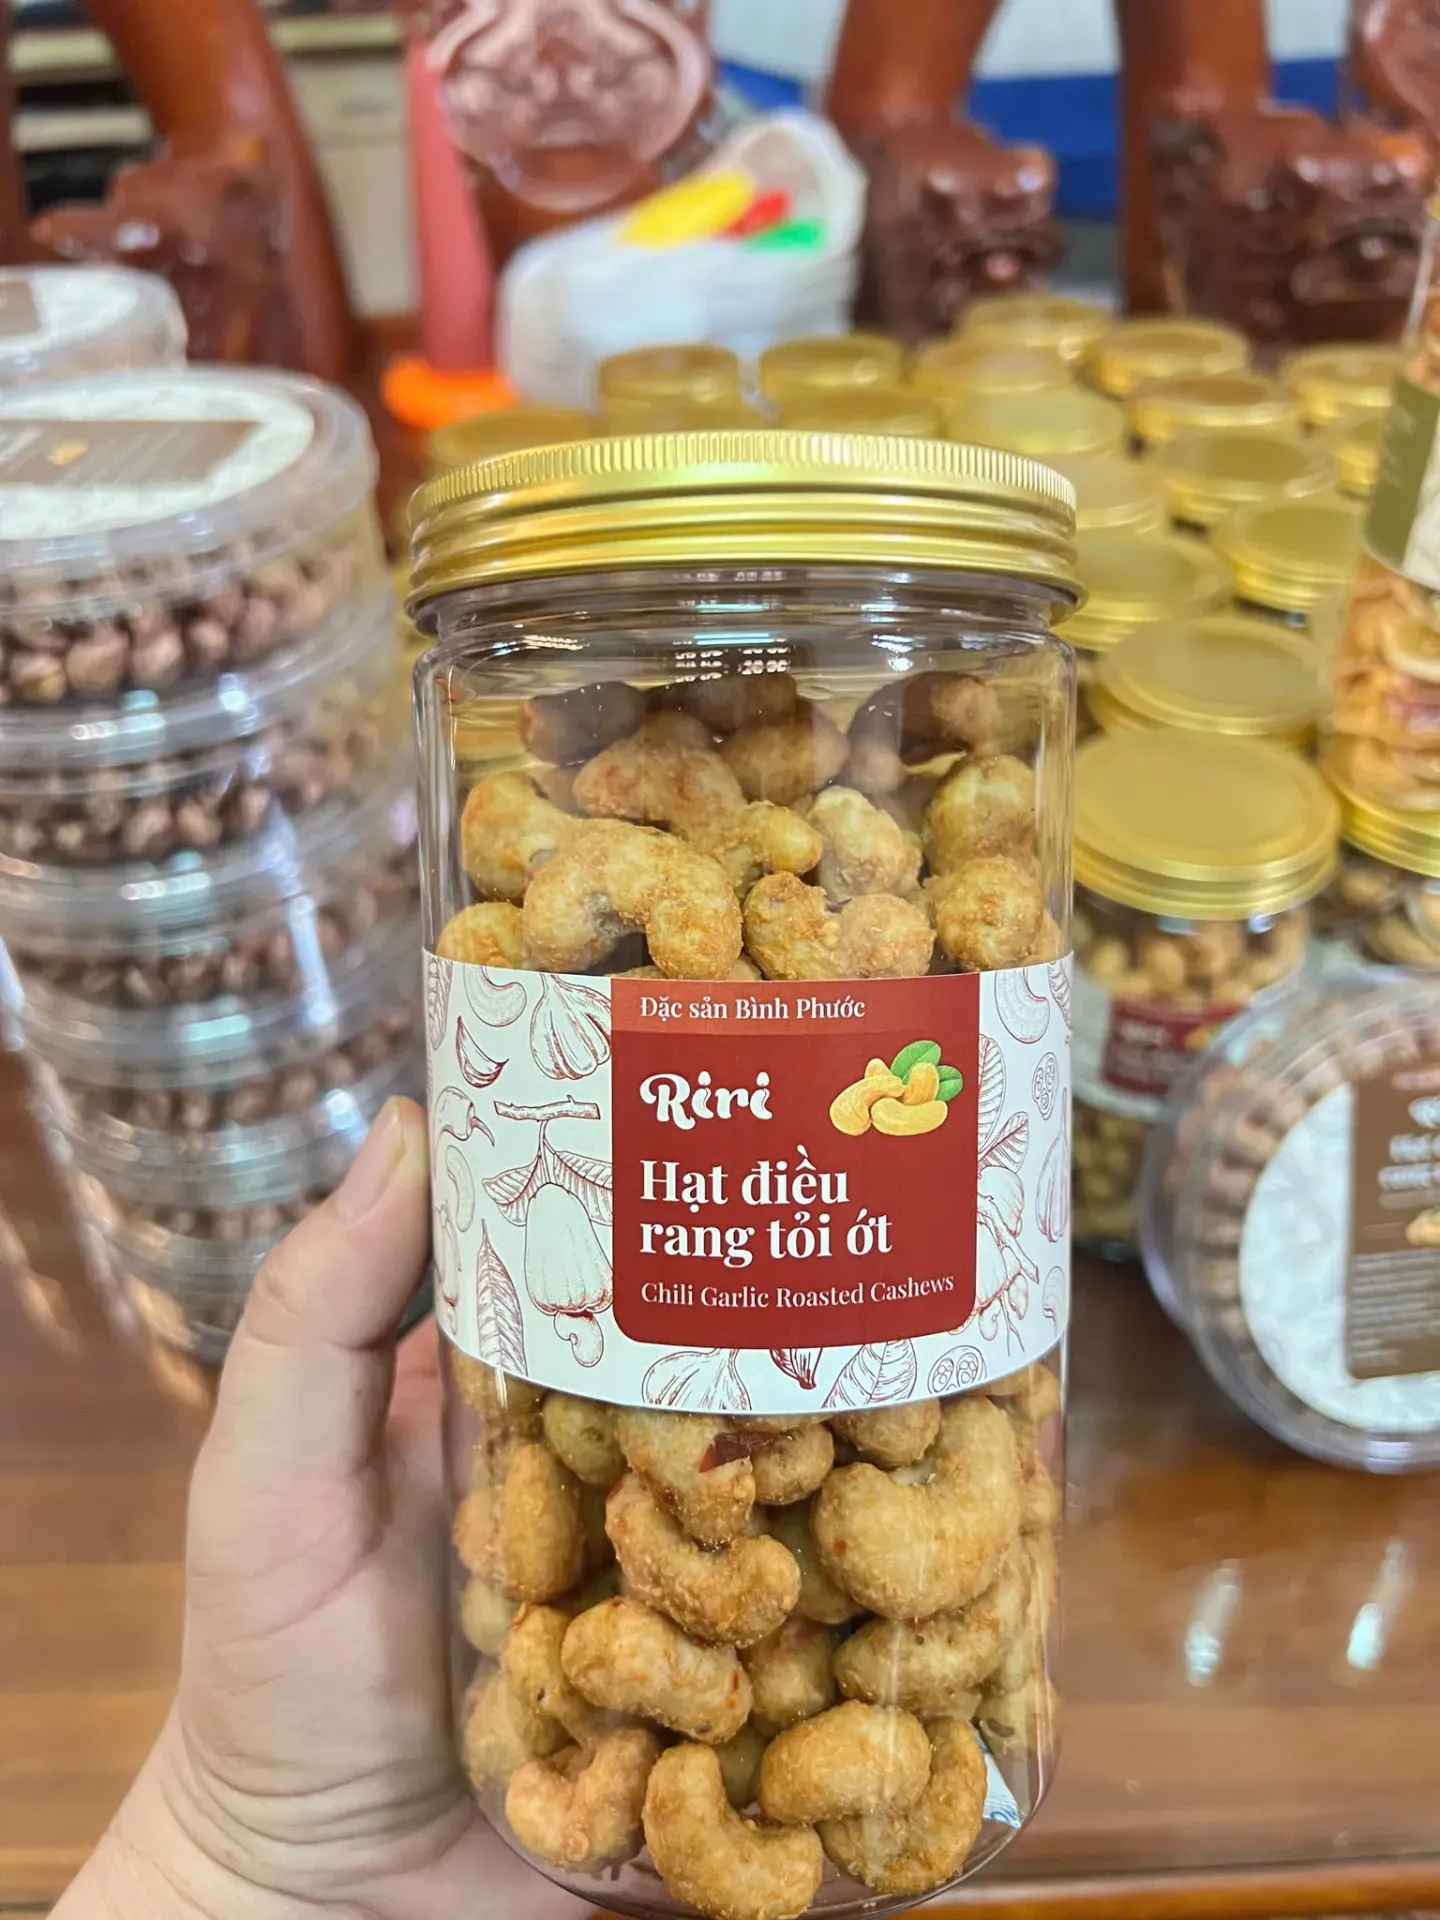 Đặc sản Bình Phước
Riri
Hạt điều
rang tỏi ớt
Chili Garlic Roasted Cashews